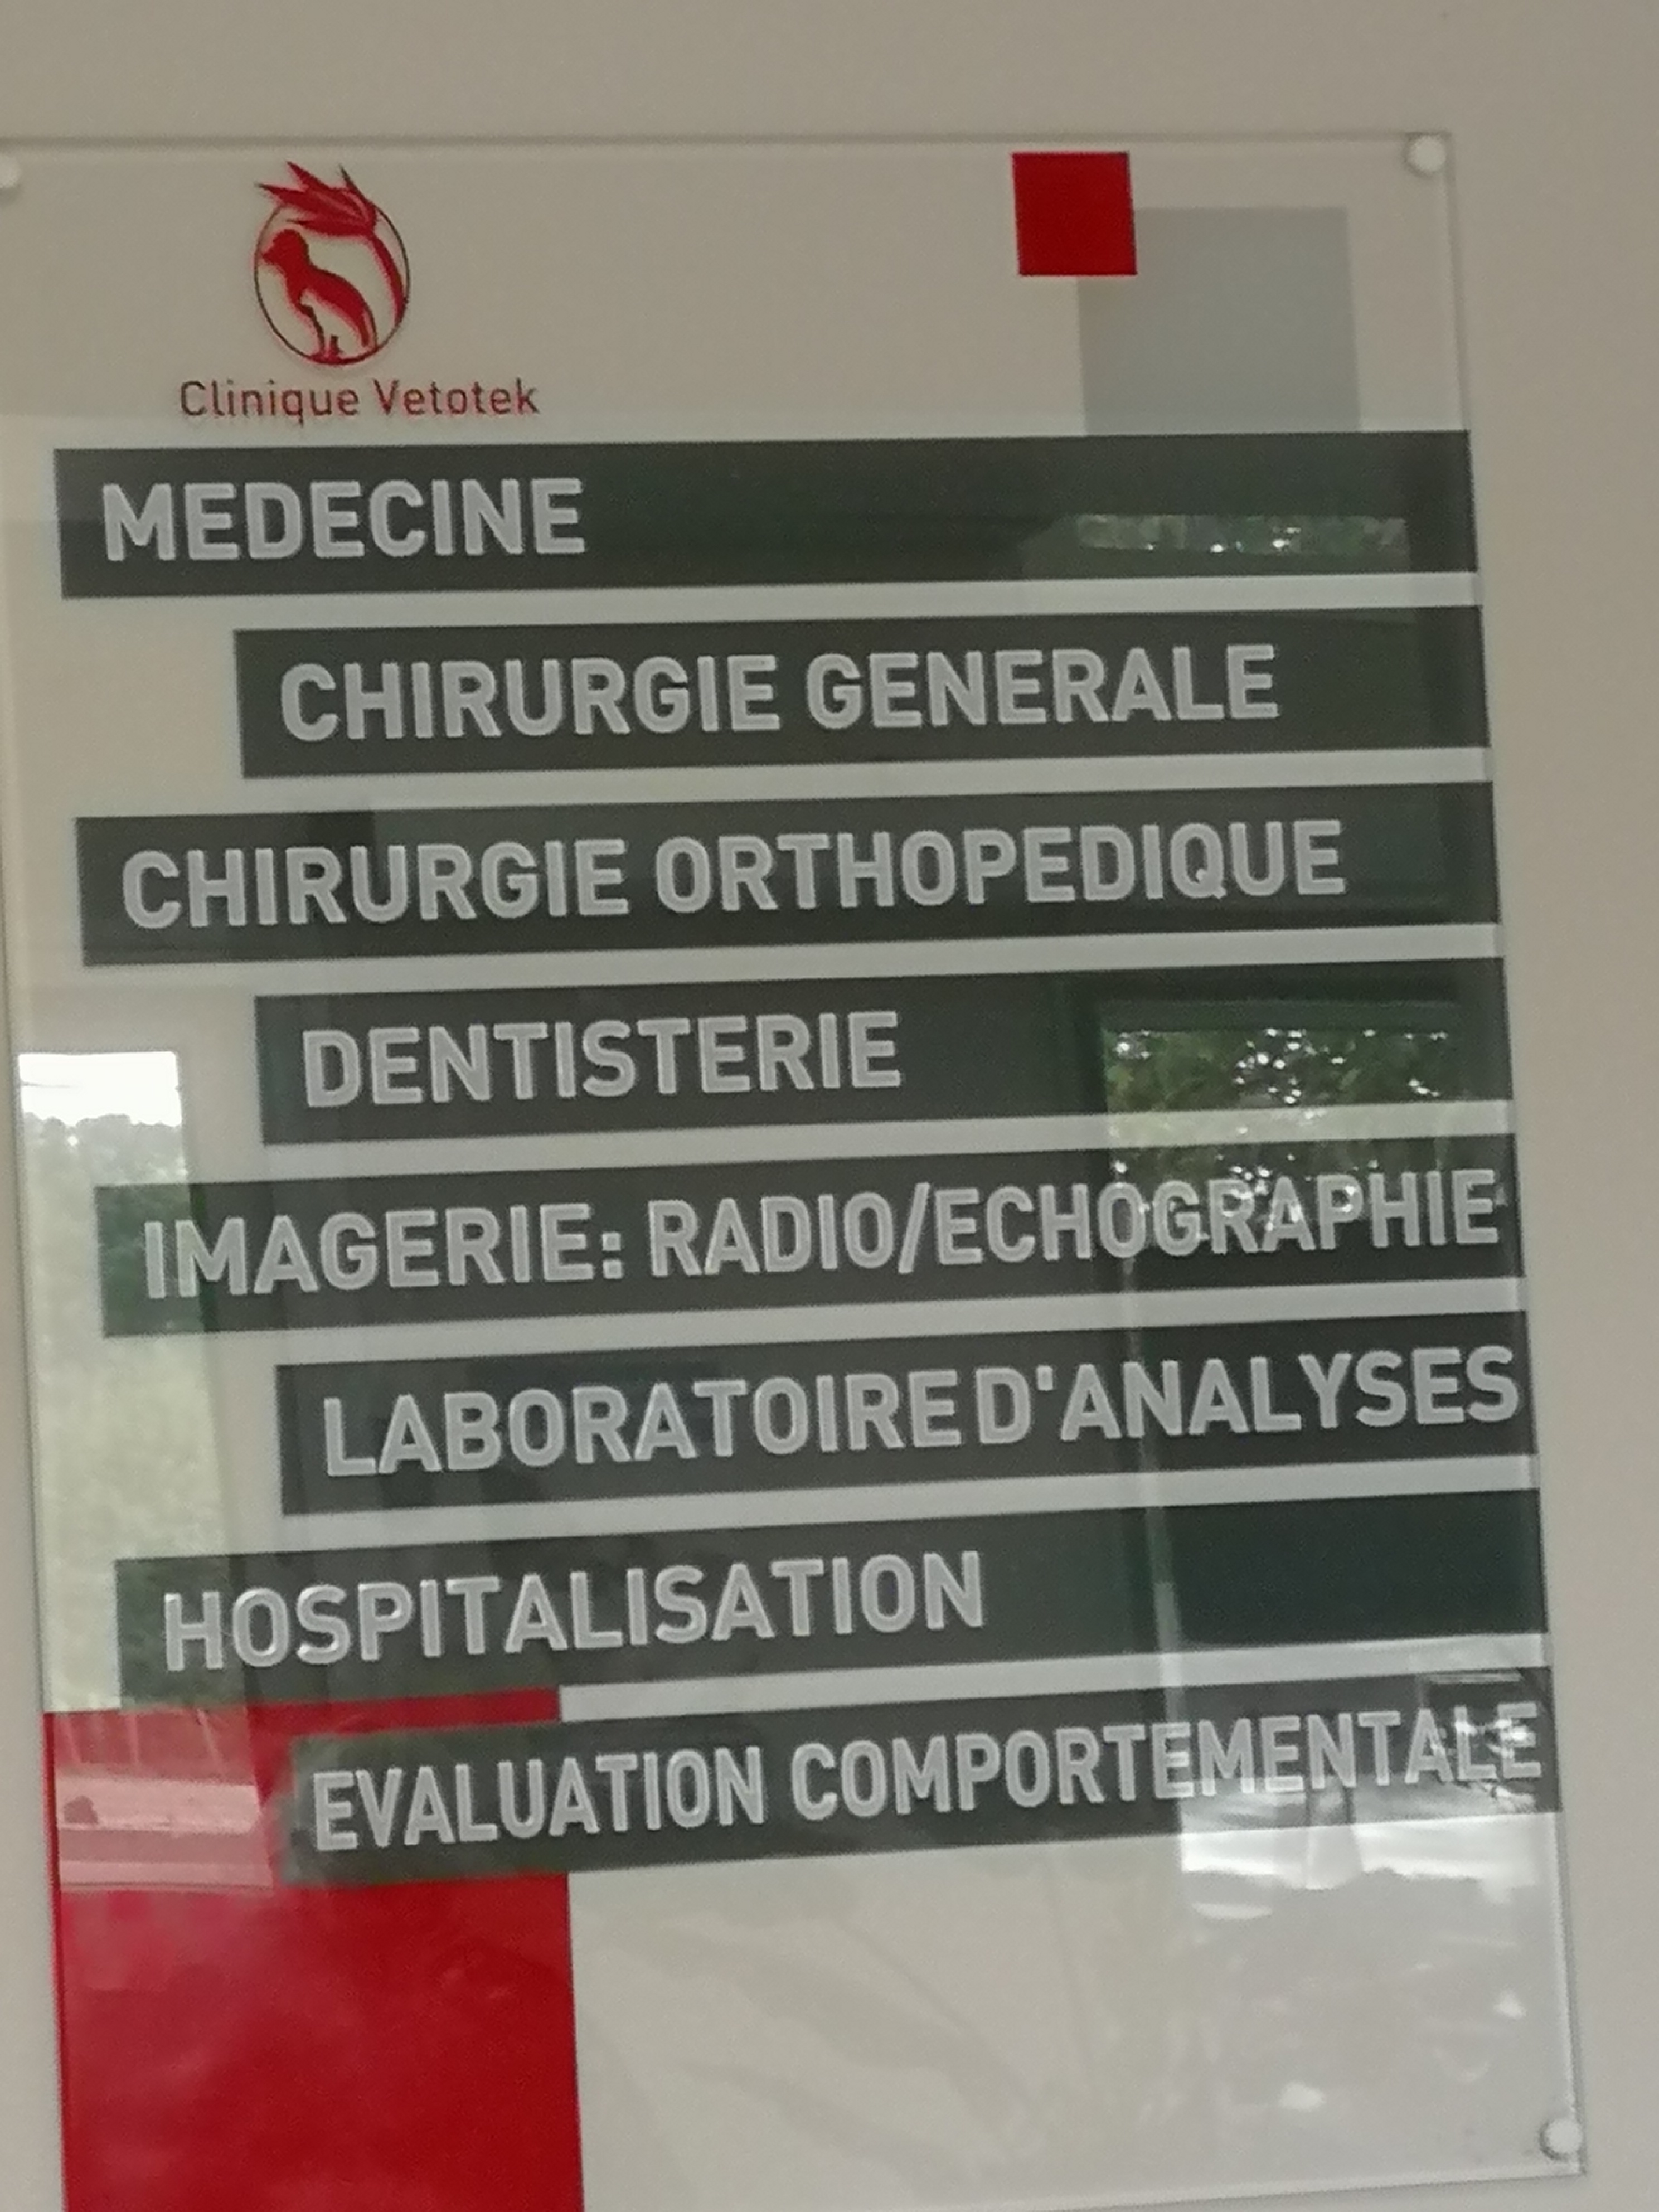 Clinique Vetotek
MEDECINE
CHIRURGIE GENERALE
CHIRURGIE ORTHOPEDIQUE
DENTISTERIE
IMAGERIE: RADIO/ECHOGRAPHIE
LABORATOIRE D'ANALYSES
HOSPITALISATION
EVALUATION COMPORTEMENTALE